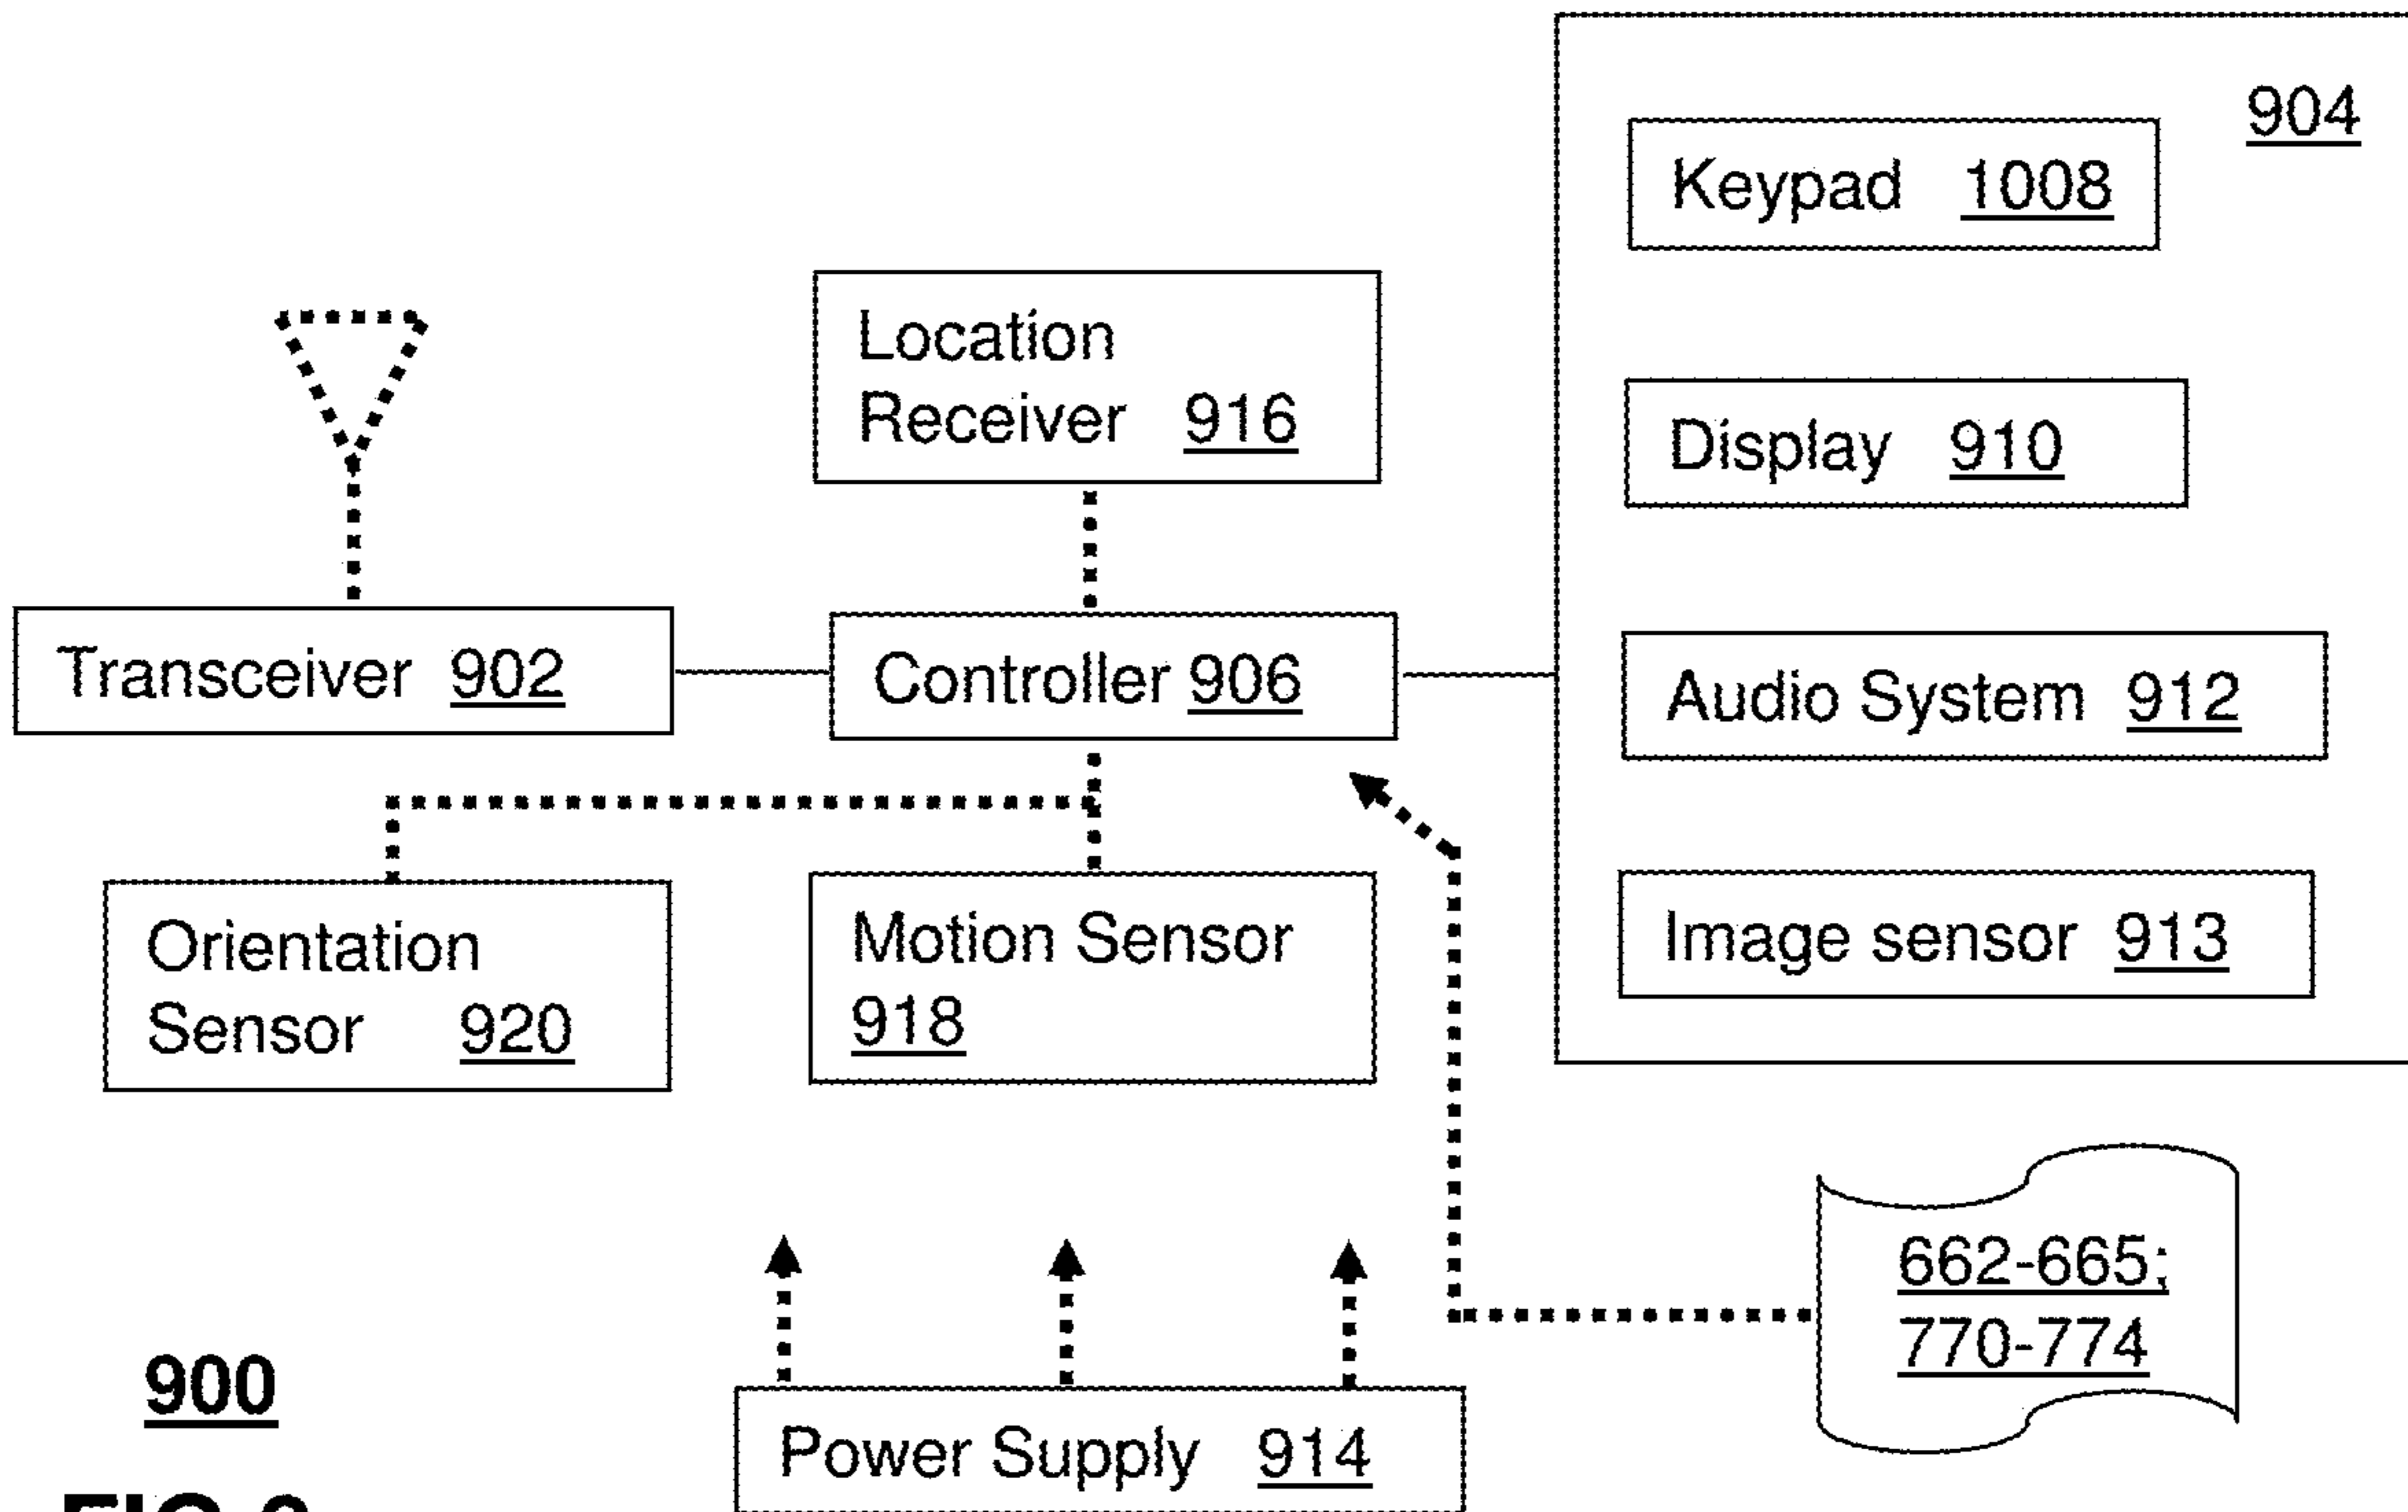 904
Keypad 1008
Location
Receiver 916
Display 910
Transceiver 902
Controller 906
Audio System 912
Orientation
Sensor 920
Motion Sensor
918
Image sensor 913
662-665;
770-774
900
Power Supply 914